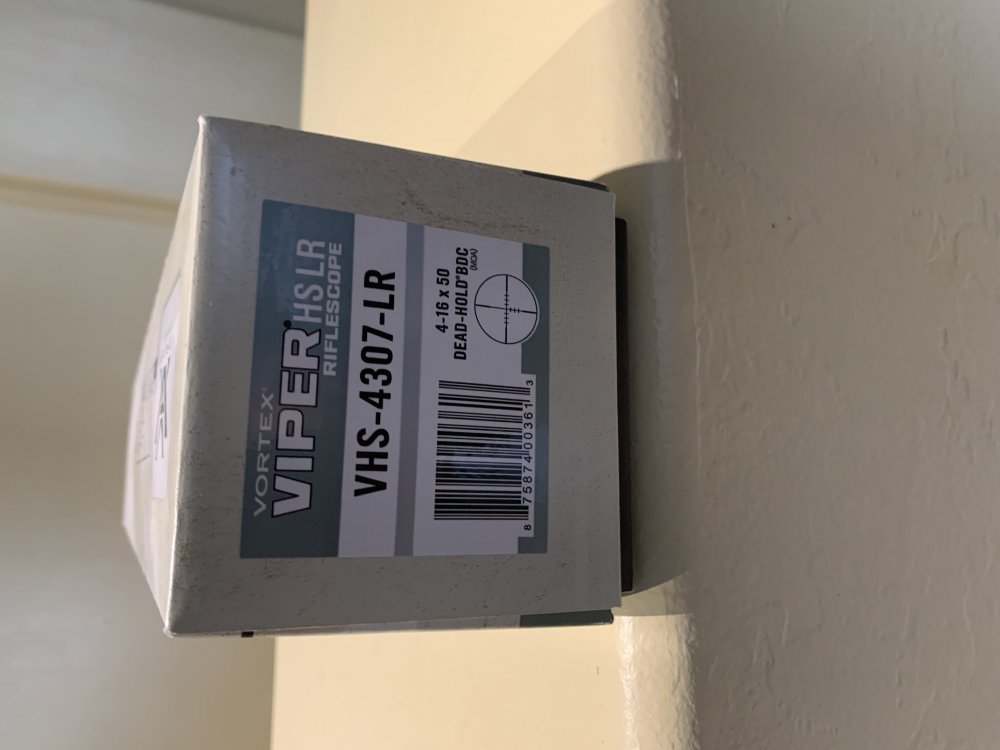 VORTEX®
VIPER® HS LR
RIFLESCOPE
VHS-4307-LR
4-16 x 50
DEAD-HOLD® BDC
(MOA)
8 75874 00361 3